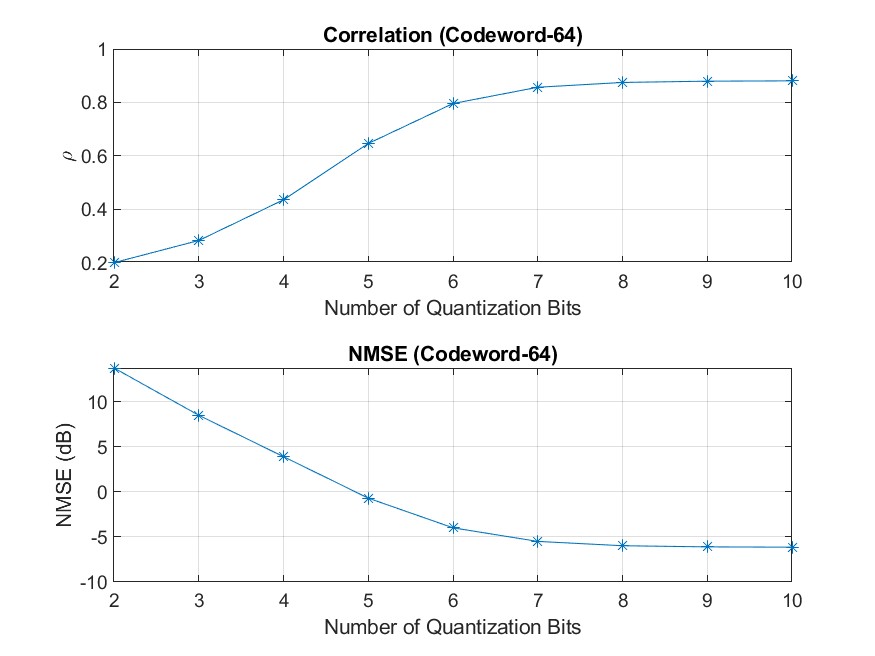 Correlation (Codeword-64)
1
0.8
0.6
0.4
0.2
ρ
2 3 4 5 6 7 8 9 10
Number of Quantization Bits
NMSE (Codeword-64)
10
5
0
-5
-10
NMSE (dB)
2 3 4 5 6 7 8 9 10
Number of Quantization Bits